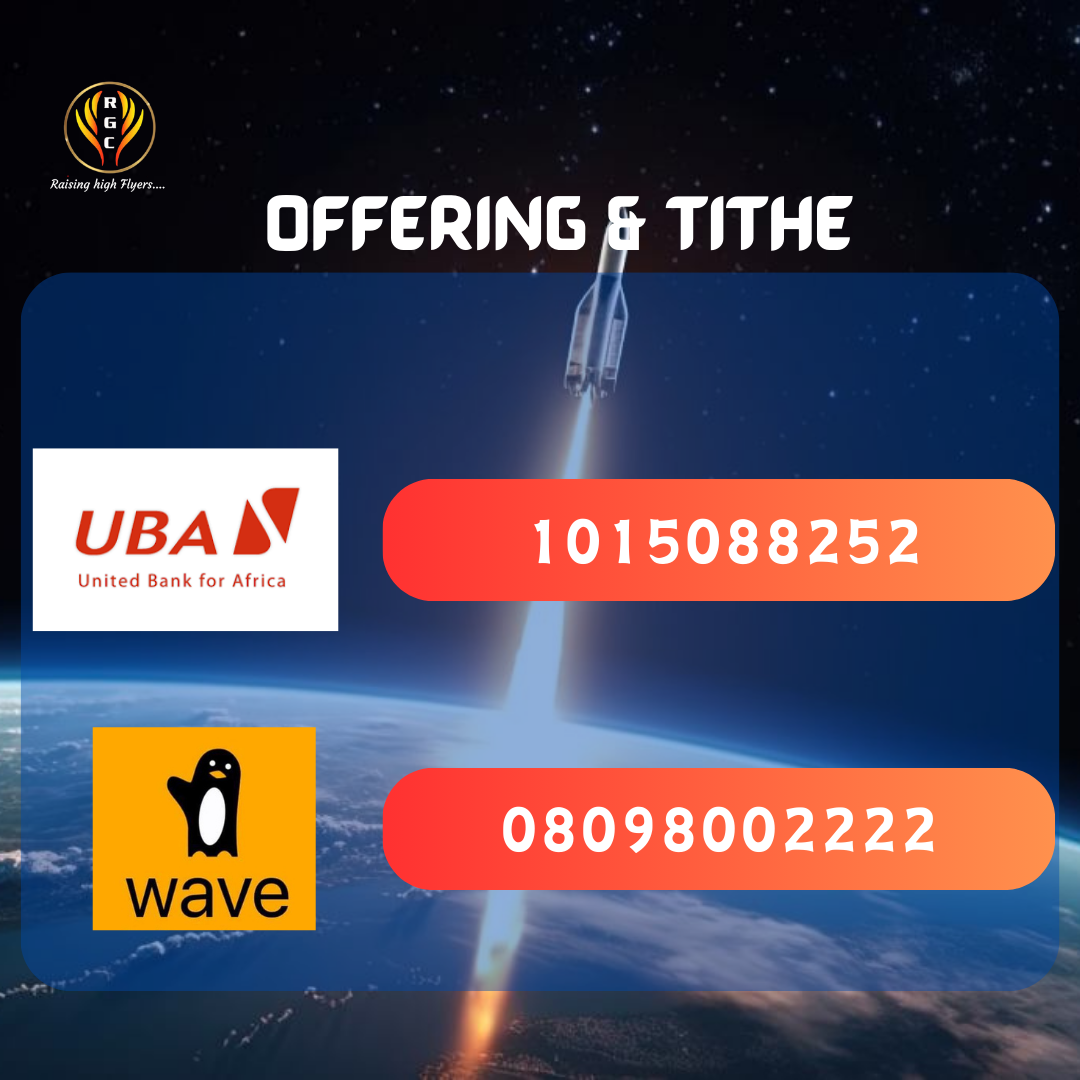 R
G
C
Raising high Flyers....
OFFERING & TITHE
UBA
United Bank for Africa
1015088252
wave
08098002222